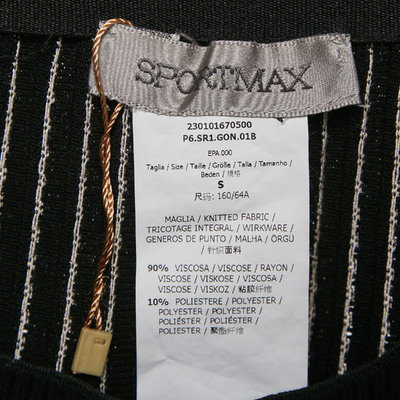 SPORTMAX
230101670500
P6.SR1.GON.01B
EPA.000
Taglia / Size / Taille / Größe / Talla / Tamanho /
Beden / 规格
S
尺码: 160/64A
MAGLIA / KNITTED FABRIC /
TRICOTAGE INTEGRAL / WIRKWARE /
GENEROS DE PUNTO / MALHA / ÖRGÜ
/ 针织面料
90% VISCOSA / VISCOSE / RAYON /
VISCOSE / VISKOSE / VISCOSA /
VISCOSE / VISKOZ / 粘胶纤维
10% POLIESTERE / POLYESTER /
POLYESTER / POLYESTER /
POLIÉSTER / POLIÉSTER /
POLYESTER / 聚酯纤维